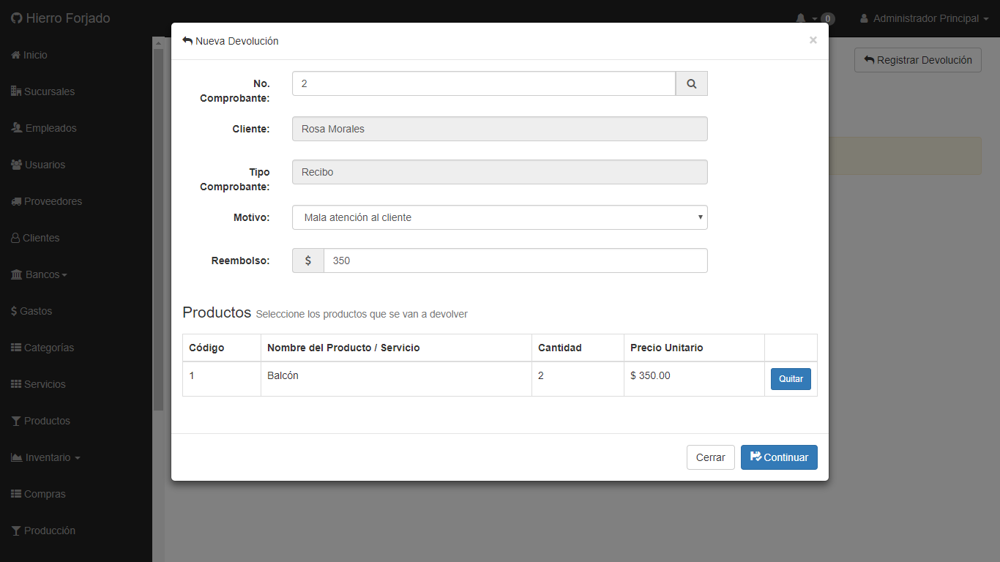 Hierro Forjado
0
Administrador Principal
Inicio
Sucursales
Empleados
Usuarios
Proveedores
Clientes
Bancos
$ Gastos
Categorías
Servicios
Productos
Inventario
Compras
Producción
Registrar Devolución
Nueva Devolución
×
No. Comprobante:
2
Cliente:
Rosa Morales
Tipo Comprobante:
Recibo
Motivo:
Mala atención al cliente
Reembolso:
$ 350
Productos Seleccione los productos que se van a devolver
Código Nombre del Producto / Servicio Cantidad Precio Unitario
1 Balcón 2 $ 350.00 Quitar
Cerrar Continuar